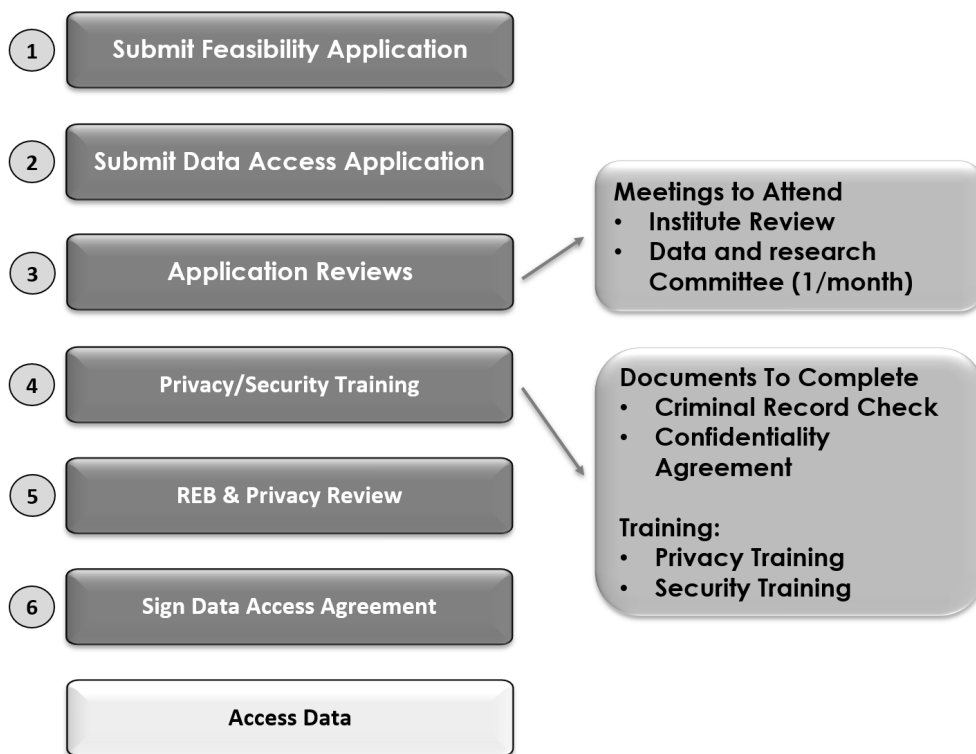 1
Submit Feasibility Application
2
Submit Data Access Application
3
Application Reviews
Meetings to Attend
• Institute Review
• Data and research
Committee (1/month)
4
Privacy/Security Training
Documents To Complete
• Criminal Record Check
• Confidentiality
Agreement
Training:
• Privacy Training
• Security Training
5
REB & Privacy Review
6
Sign Data Access Agreement
Access Data